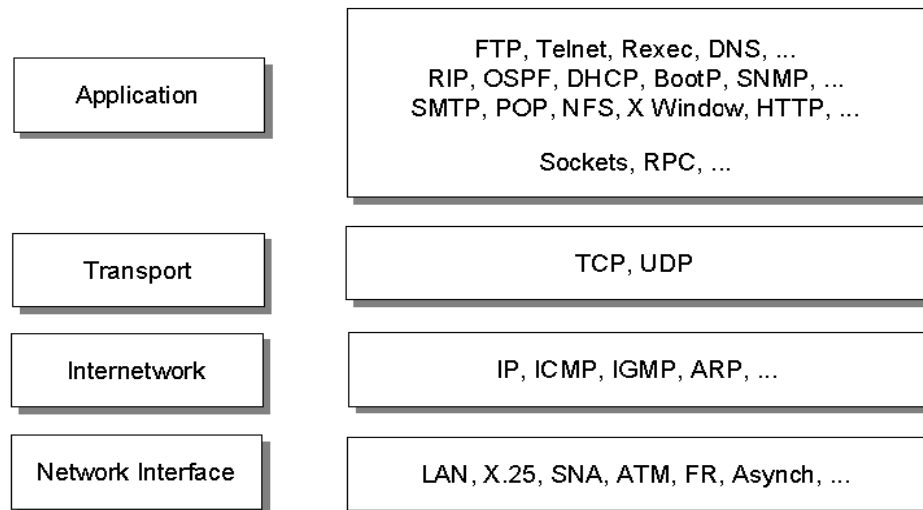 Application
FTP, Telnet, Rexec, DNS, ...
RIP, OSPF, DHCP, BootP, SNMP, ...
SMTP, POP, NFS, X Window, HTTP, ...
Sockets, RPC, ...
Transport
TCP, UDP
Internetwork
IP, ICMP, IGMP, ARP, ...
Network Interface
LAN, X.25, SNA, ATM, FR, Asynch, ...